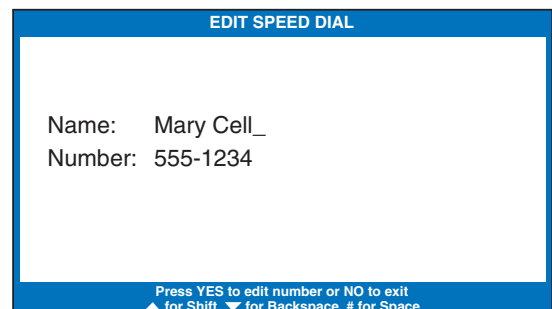 EDIT SPEED DIAL
Name: Mary Cell_
Number: 555-1234
Press YES to edit number or NO to exit
▲ for Shift ▼ for Backspace # for Space